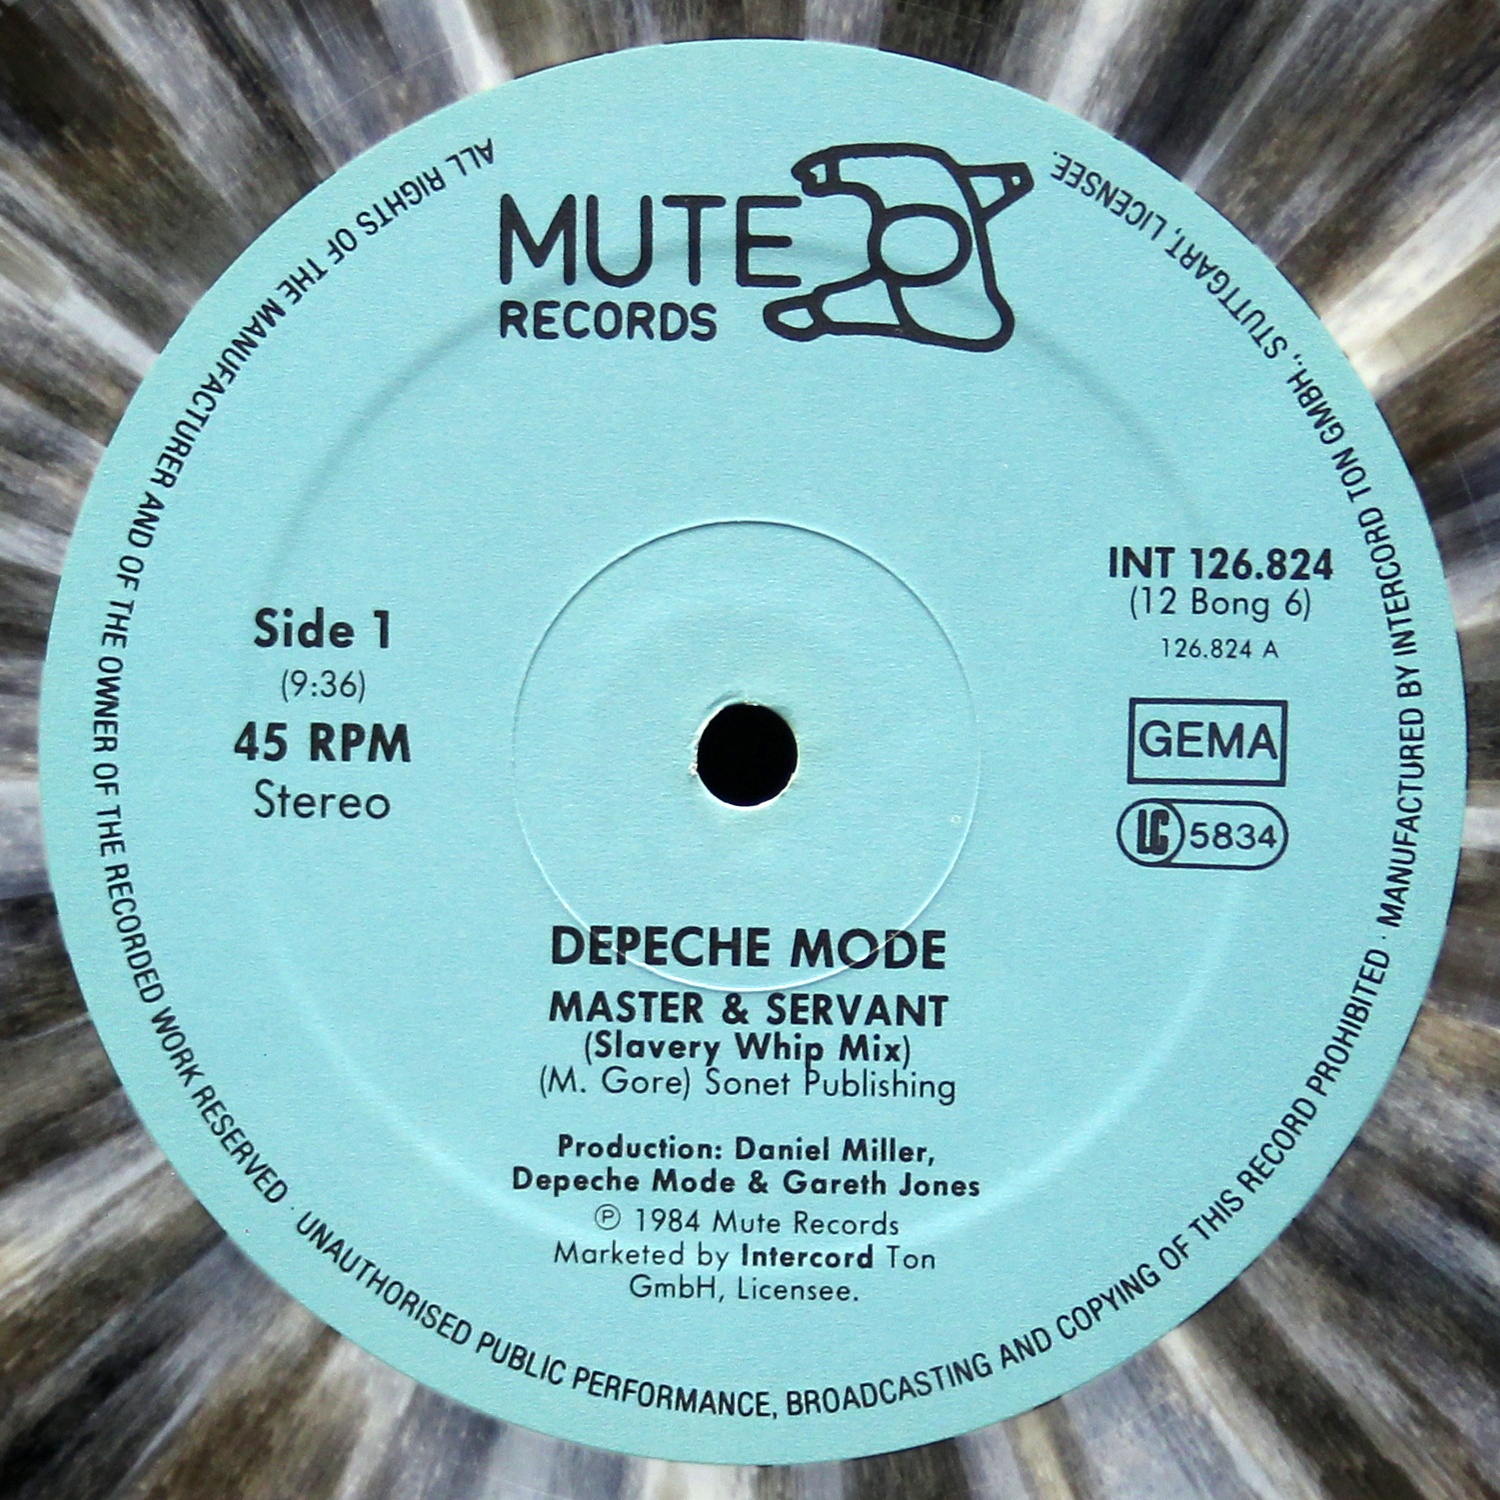 MUTE
RECORDS
Side 1
(9:36)
45 RPM
Stereo
INT 126.824
(12 Bong 6)
126.824 A
GEMA
LC 5834
DEPECHE MODE
MASTER & SERVANT
(Slavery Whip Mix)
(M. Gore) Sonet Publishing
Production: Daniel Miller,
Depeche Mode & Gareth Jones
℗ 1984 Mute Records
Marketed by Intercord Ton
GmbH, Licensee.
ALL RIGHTS OF THE MANUFACTURER AND OF THE OWNER OF THE RECORDED WORK RESERVED · UNAUTHORISED PUBLIC PERFORMANCE, BROADCASTING AND COPYING OF THIS RECORD PROHIBITED · MANUFACTURED BY INTERCORD TON GMBH., STUTTGART, LICENSEE.